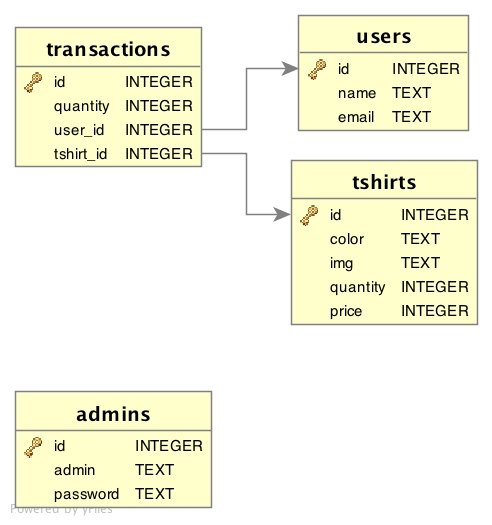 transactions
id INTEGER
quantity INTEGER
user_id INTEGER
tshirt_id INTEGER
users
id INTEGER
name TEXT
email TEXT
tshirts
id INTEGER
color TEXT
img TEXT
quantity INTEGER
price INTEGER
admins
id INTEGER
admin TEXT
password TEXT
Powered by yFiles